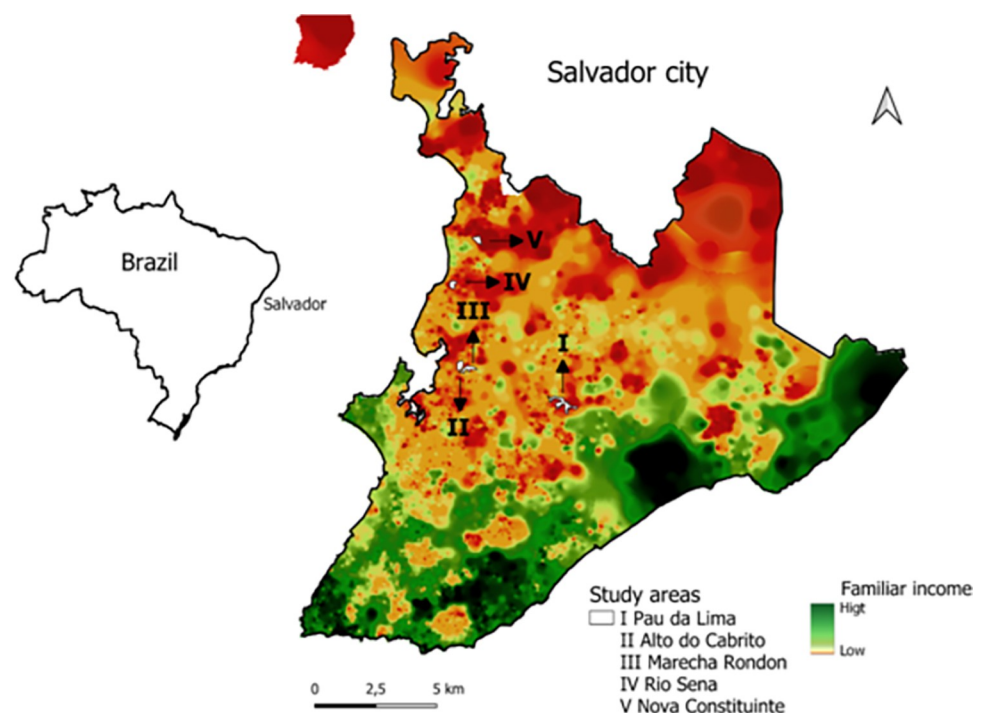 Salvador city
Brazil
Salvador
V
IV
III
I
II
Study areas
I Pau da Lima
II Alto do Cabrito
III Marecha Rondon
IV Rio Sena
V Nova Constituinte
Familiar income
Higt
Low
0 2,5 5 km